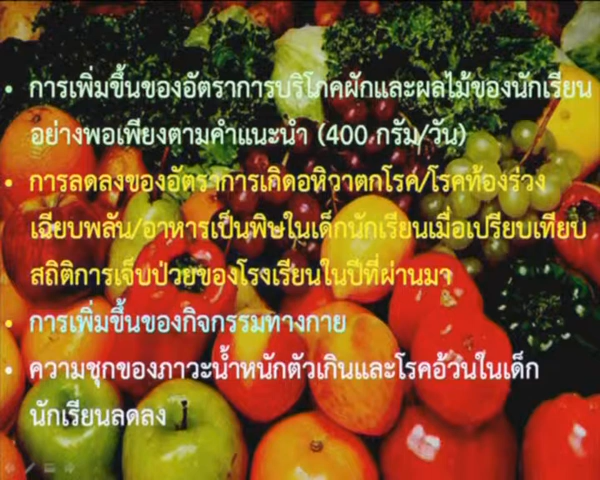 • การเพิ่มขึ้นของอัตราการบริโภคผักและผลไม้ของนักเรียน
อย่างพอเพียงตามคำแนะนำ (400 กรัม/วัน)
• การลดลงของอัตราการเกิดอหิวาตกโรค/โรคท้องร่วง
เฉียบพลัน/อาหารเป็นพิษในเด็กนักเรียนเมื่อเปรียบเทียบ
สถิติการเจ็บป่วยของโรงเรียนในปีที่ผ่านมา
• การเพิ่มขึ้นของกิจกรรมทางกาย
• ความชุกของภาวะน้ำหนักตัวเกินและโรคอ้วนในเด็ก
นักเรียนลดลง